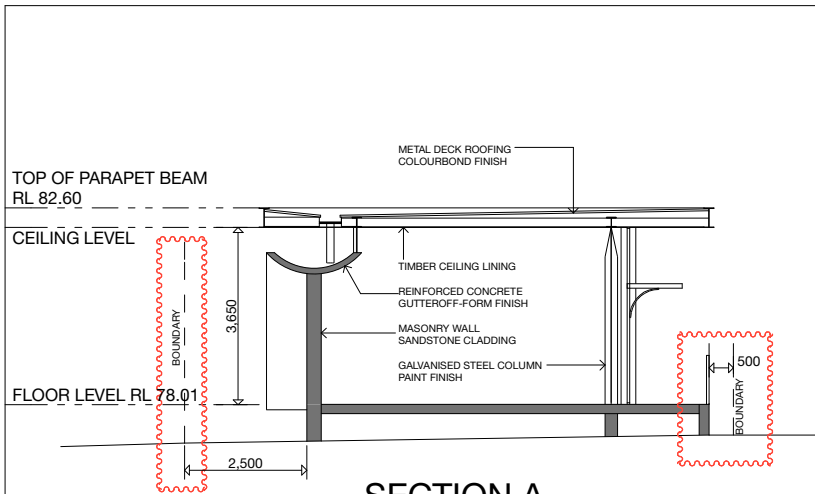 METAL DECK ROOFING
COLOURBOND FINISH
TOP OF PARAPET BEAM
RL 82.60
CEILING LEVEL
TIMBER CEILING LINING
REINFORCED CONCRETE
GUTTEROFF-FORM FINISH
BOUNDARY
3,650
MASONRY WALL
SANDSTONE CLADDING
GALVANISED STEEL COLUMN
PAINT FINISH
500
FLOOR LEVEL RL 78.01
BOUNDARY
2,500
SECTION A